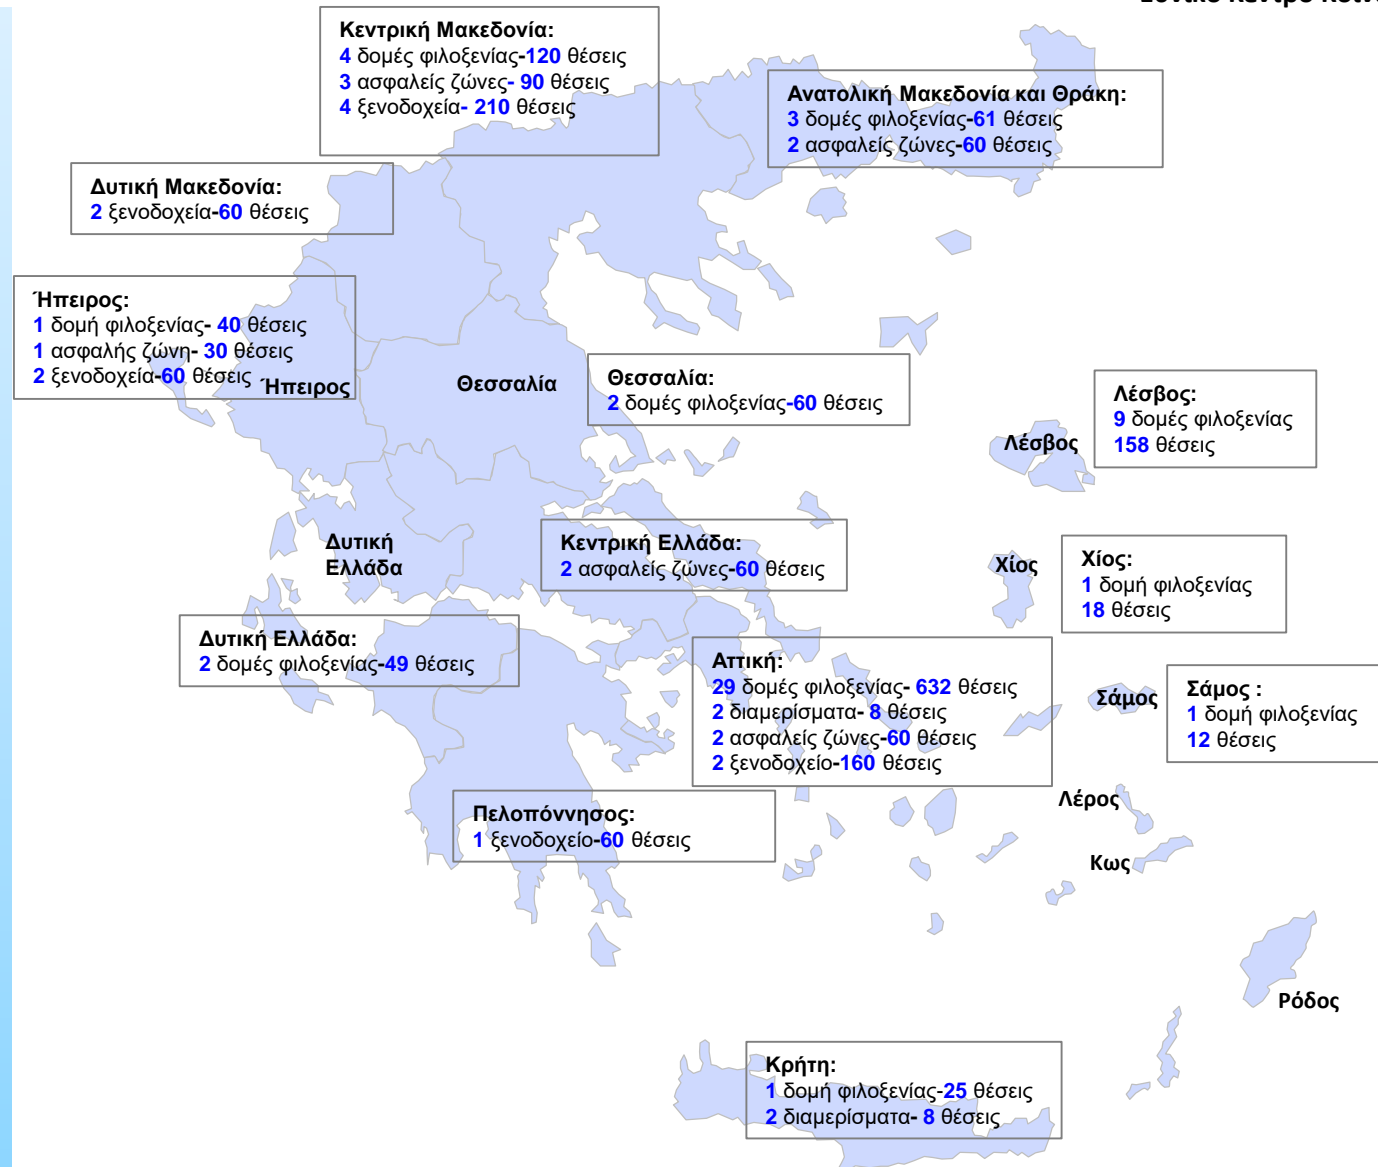 Κεντρική Μακεδονία:
4 δομές φιλοξενίας-120 θέσεις
3 ασφαλείς ζώνες- 90 θέσεις
4 ξενοδοχεία- 210 θέσεις
Ανατολική Μακεδονία και Θράκη:
3 δομές φιλοξενίας-61 θέσεις
2 ασφαλείς ζώνες-60 θέσεις
Δυτική Μακεδονία:
2 ξενοδοχεία-60 θέσεις
Ήπειρος:
1 δομή φιλοξενίας- 40 θέσεις
1 ασφαλής ζώνη- 30 θέσεις
2 ξενοδοχεία-60 θέσεις
Ήπειρος
Θεσσαλία
Θεσσαλία:
2 δομές φιλοξενίας-60 θέσεις
Λέσβος
Λέσβος:
9 δομές φιλοξενίας
158 θέσεις
Δυτική
Ελλάδα
Κεντρική Ελλάδα:
2 ασφαλείς ζώνες-60 θέσεις
Χίος
Χίος:
1 δομή φιλοξενίας
18 θέσεις
Δυτική Ελλάδα:
2 δομές φιλοξενίας-49 θέσεις
Αττική:
29 δομές φιλοξενίας- 632 θέσεις
2 διαμερίσματα- 8 θέσεις
2 ασφαλείς ζώνες-60 θέσεις
2 ξενοδοχείο-160 θέσεις
Σάμος
Σάμος :
1 δομή φιλοξενίας
12 θέσεις
Πελοπόννησος:
1 ξενοδοχείο-60 θέσεις
Λέρος
Κως
Ρόδος
Κρήτη:
1 δομή φιλοξενίας-25 θέσεις
2 διαμερίσματα- 8 θέσεις